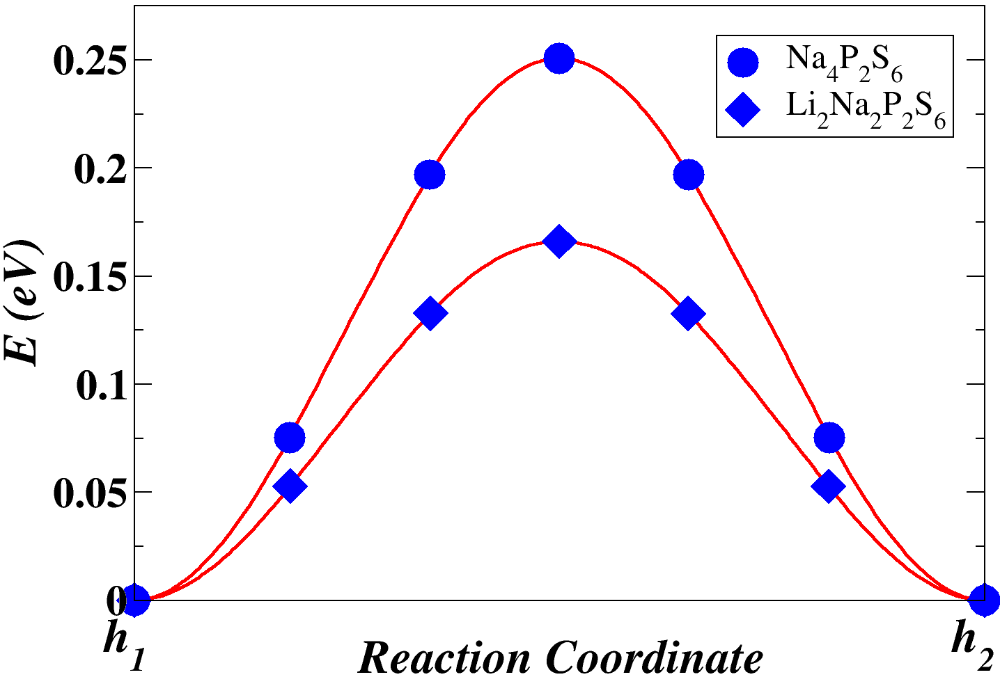 0.25
0.2
0.15
0.1
0.05
0
E (eV)
Na4P2S6
Li2Na2P2S6
h1
h2
Reaction Coordinate